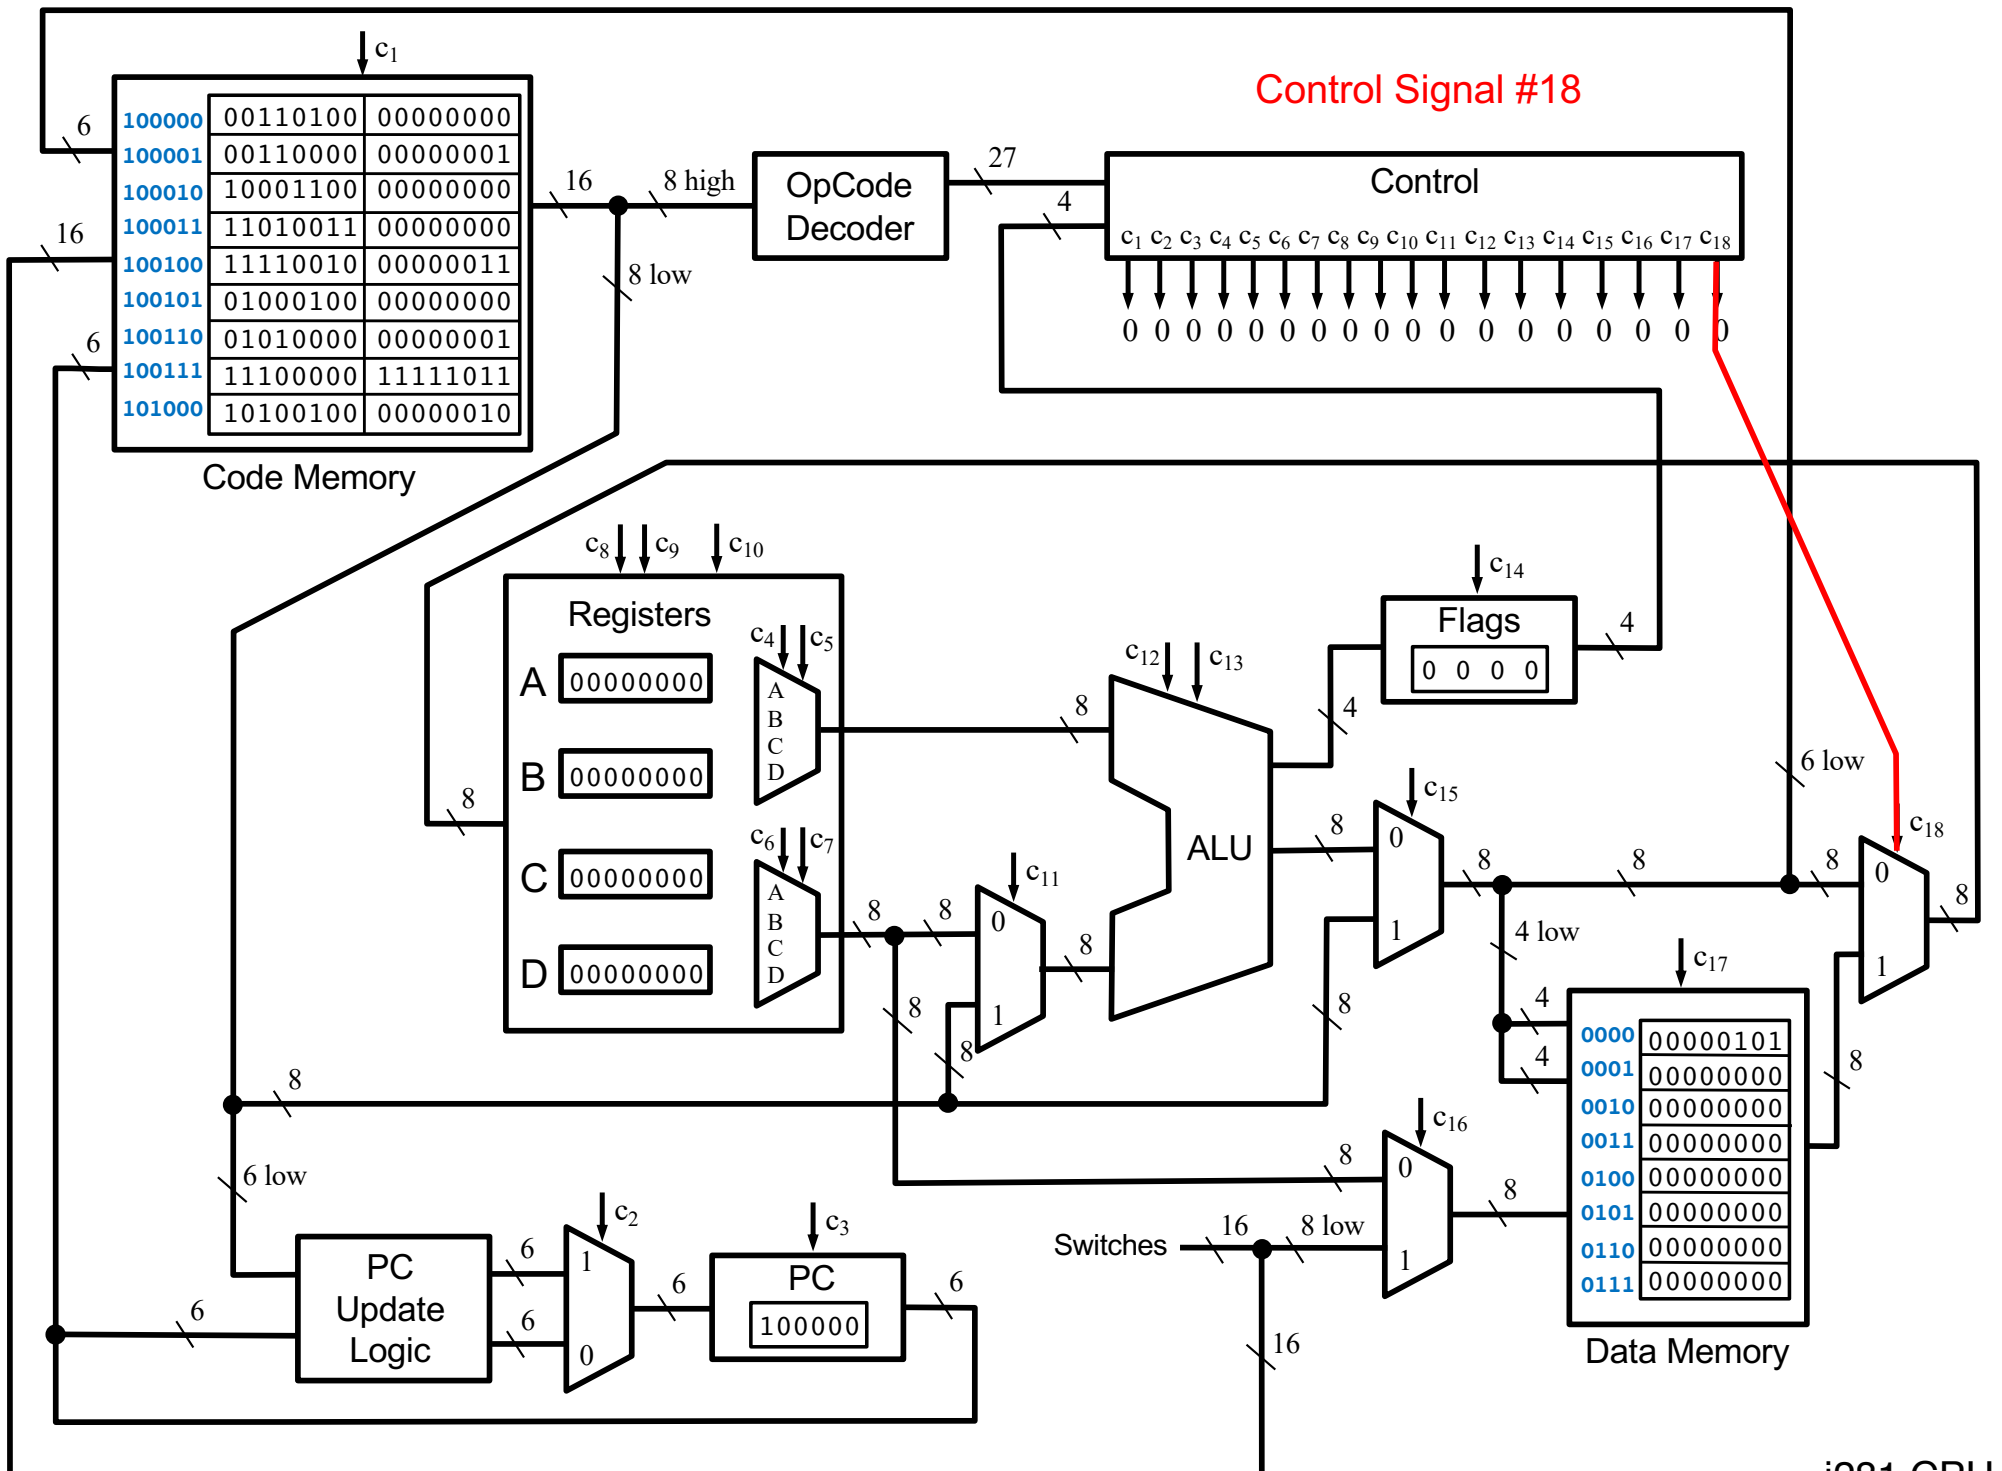 Control Signal #18
c1
100000 00110100 00000000
100001 00110000 00000001
100010 10001100 00000000
100011 11010011 00000000
100100 11110010 00000011
100101 01000100 00000000
100110 01010000 00000001
100111 11100000 11111011
101000 10100100 00000010
Code Memory
6
16
6
16
8 high
8 low
OpCode
Decoder
27
4
Control
c1 c2 c3 c4 c5 c6 c7 c8 c9 c10 c11 c12 c13 c14 c15 c16 c17 c18
0 0 0 0 0 0 0 0 0 0 0 0 0 0 0 0 0 0
c8 c9 c10
Registers
A 00000000
B 00000000
C 00000000
D 00000000
8
c4 c5
A
B
C
D
c6 c7
A
B
C
D
8
8
8
8
c11
0
1
8
8
c12 c13
ALU
4
c14
Flags
0 0 0 0
4
8
c15
0
1
8
8
8
6 low
8
c18
0
1
8
4 low
4
4
c17
0000 00000101
0001 00000000
0010 00000000
0011 00000000
0100 00000000
0101 00000000
0110 00000000
0111 00000000
Data Memory
8
8
6 low
PC
Update
Logic
6
6
6
c2
1
0
6
c3
PC
100000
6
Switches
16
8 low
16
8
c16
0
1
8